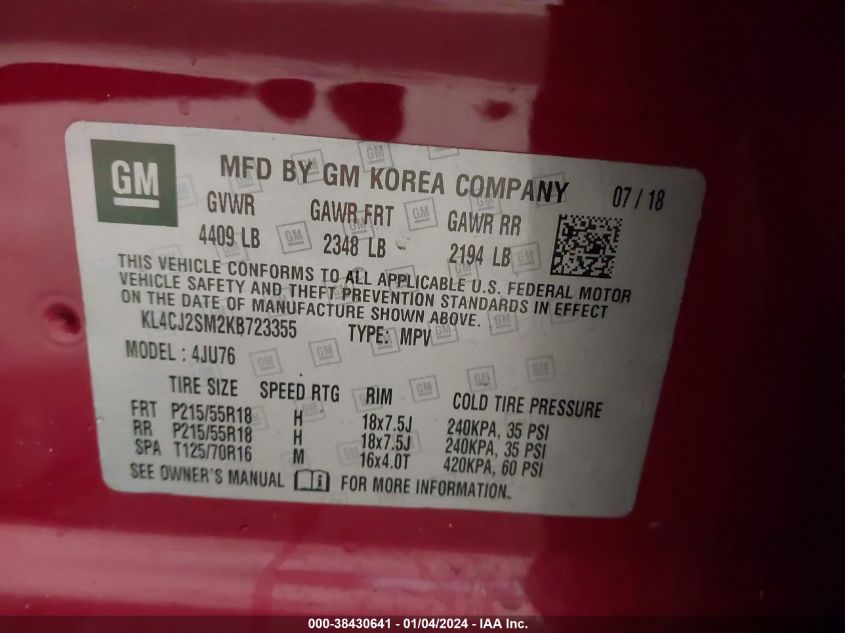 GM
MFD BY GM KOREA COMPANY 07 / 18
GVWR GAWR FRT GAWR RR
4409 LB 2348 LB 2194 LB
THIS VEHICLE CONFORMS TO ALL APPLICABLE U.S. FEDERAL MOTOR
VEHICLE SAFETY AND THEFT PREVENTION STANDARDS IN EFFECT
ON THE DATE OF MANUFACTURE SHOWN ABOVE.
KL4CJ2SM2KB723355 TYPE: MPV
MODEL : 4JU76
TIRE SIZE SPEED RTG RIM COLD TIRE PRESSURE
FRT P215/55R18 H 18x7.5J 240KPA, 35 PSI
RR P215/55R18 H 18x7.5J 240KPA, 35 PSI
SPA T125/70R16 M 16x4.0T 420KPA, 60 PSI
SEE OWNER'S MANUAL FOR MORE INFORMATION.
000-38430641 - 01/04/2024 - IAA Inc.